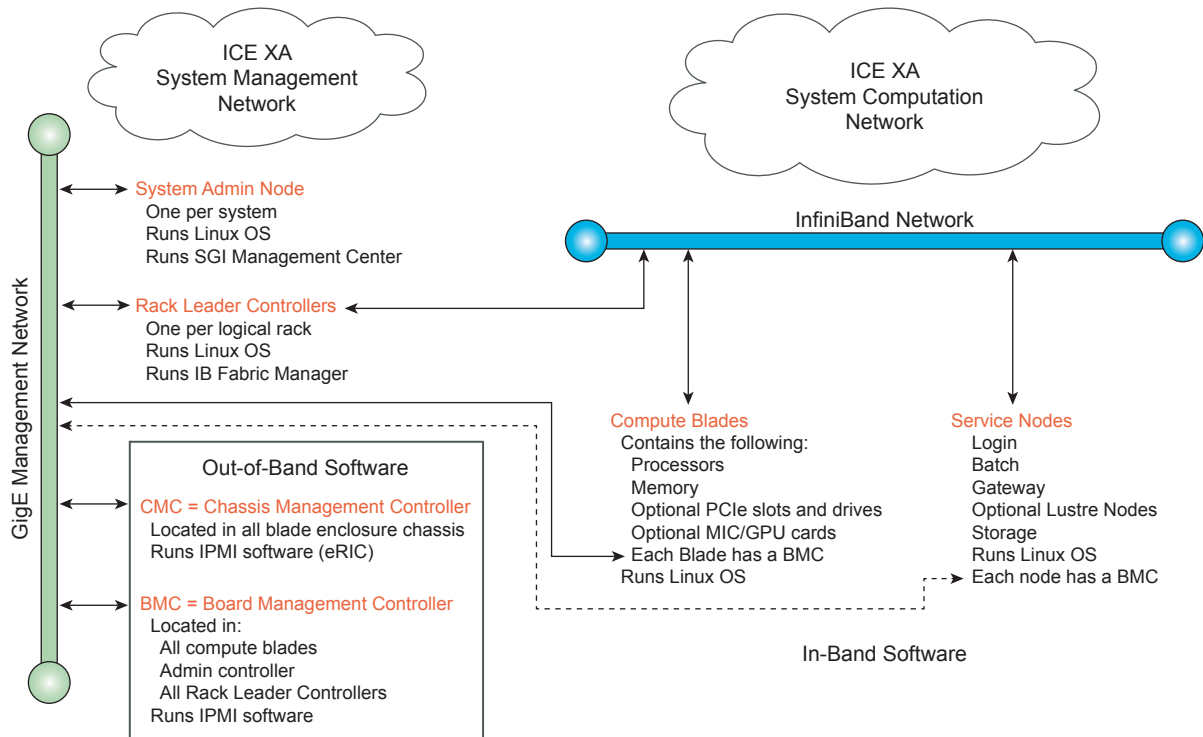 ICE XA
System Management
Network
ICE XA
System Computation
Network
GigE Management Network
System Admin Node
One per system
Runs Linux OS
Runs SGI Management Center
InfiniBand Network
Rack Leader Controllers
One per logical rack
Runs Linux OS
Runs IB Fabric Manager
Out-of-Band Software
CMC = Chassis Management Controller
Located in all blade enclosure chassis
Runs IPMI software (eRIC)
BMC = Board Management Controller
Located in:
All compute blades
Admin controller
All Rack Leader Controllers
Runs IPMI software
Compute Blades
Contains the following:
Processors
Memory
Optional PCIe slots and drives
Optional MIC/GPU cards
Each Blade has a BMC
Runs Linux OS
Service Nodes
Login
Batch
Gateway
Optional Lustre Nodes
Storage
Runs Linux OS
Each node has a BMC
In-Band Software